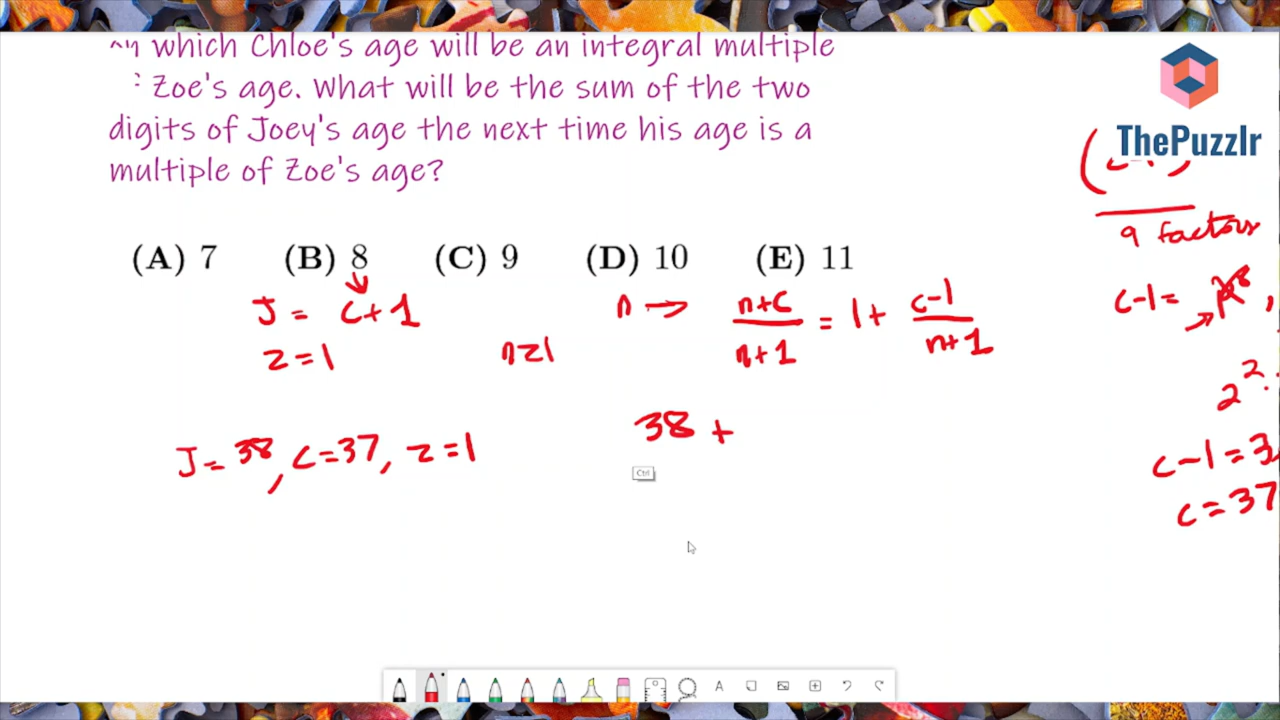 which Chloe's age will be an integral multiple
Zoe's age. What will be the sum of the two
digits of Joey's age the next time his age is a
multiple of Zoe's age?
ThePuzzlr
(A) 7 (B) 8 (C) 9 (D) 10 (E) 11
9 factors
J = c+1
n → n+c/n+1 = 1+ c-1/n+1
c-1=
z=1
n=1
2²
38 +
J=38, c=37, z=1
c-1=3
c=37
Ctrl
A